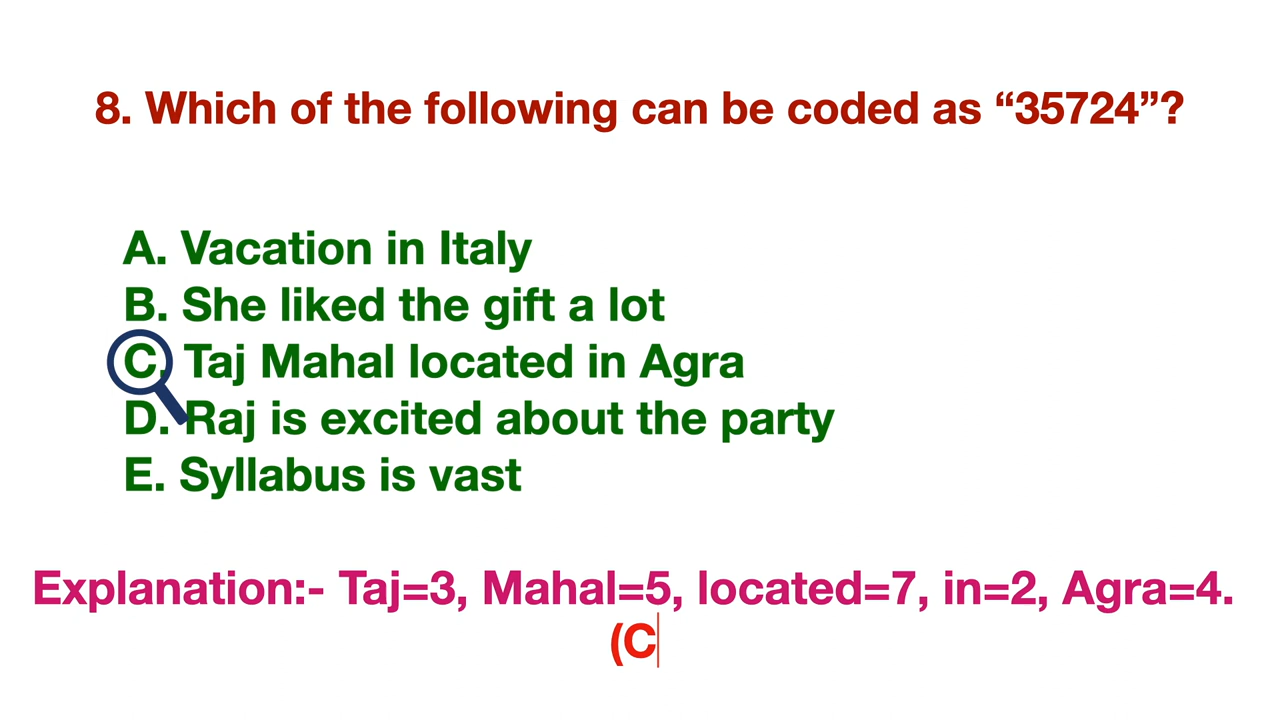 8. Which of the following can be coded as “35724”?
A. Vacation in Italy
B. She liked the gift a lot
C. Taj Mahal located in Agra
D. Raj is excited about the party
E. Syllabus is vast
Explanation:- Taj=3, Mahal=5, located=7, in=2, Agra=4.
(C